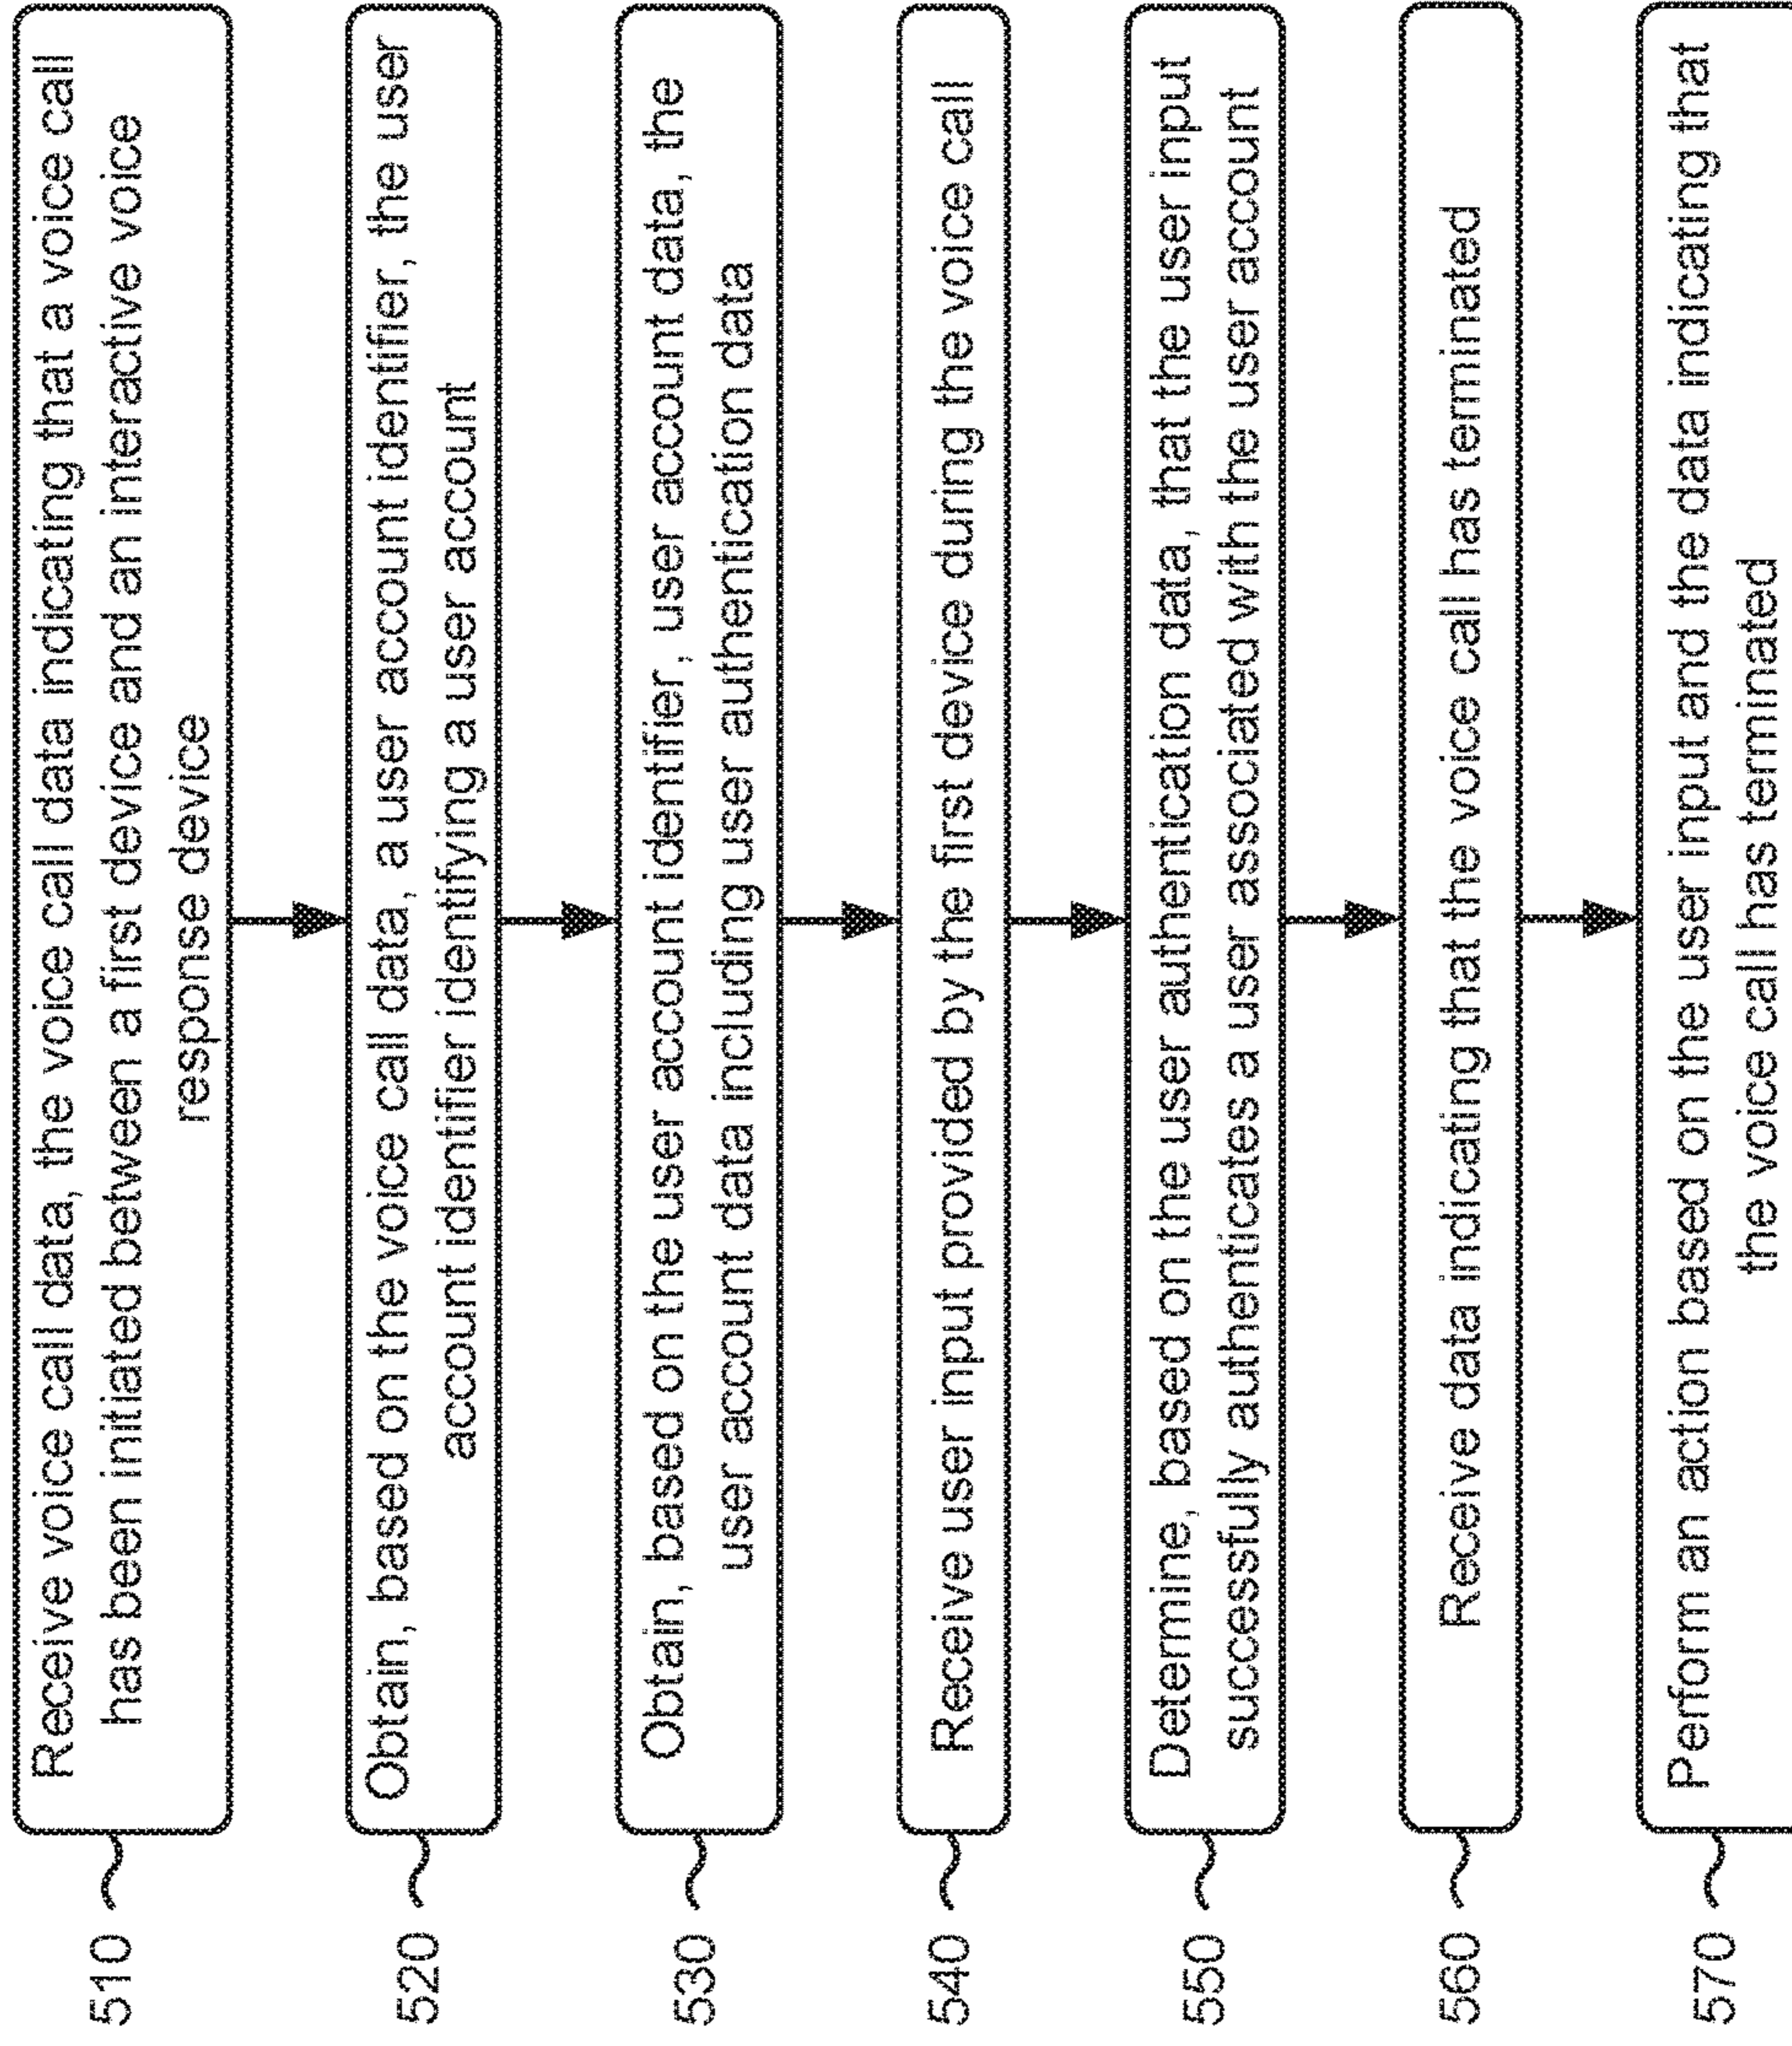 510
Receive voice call data, the voice call data indicating that a voice call
has been initiated between a first device and an interactive voice
response device
520
Obtain, based on the voice call data, a user account identifier, the user
account identifier identifying a user account
530
Obtain, based on the user account identifier, user account data, the
user account data including user authentication data
540
Receive user input provided by the first device during the voice call
550
Determine, based on the user authentication data, that the user input
successfully authenticates a user associated with the user account
560
Receive data indicating that the voice call has terminated
570
Perform an action based on the user input and the data indicating that
the voice call has terminated